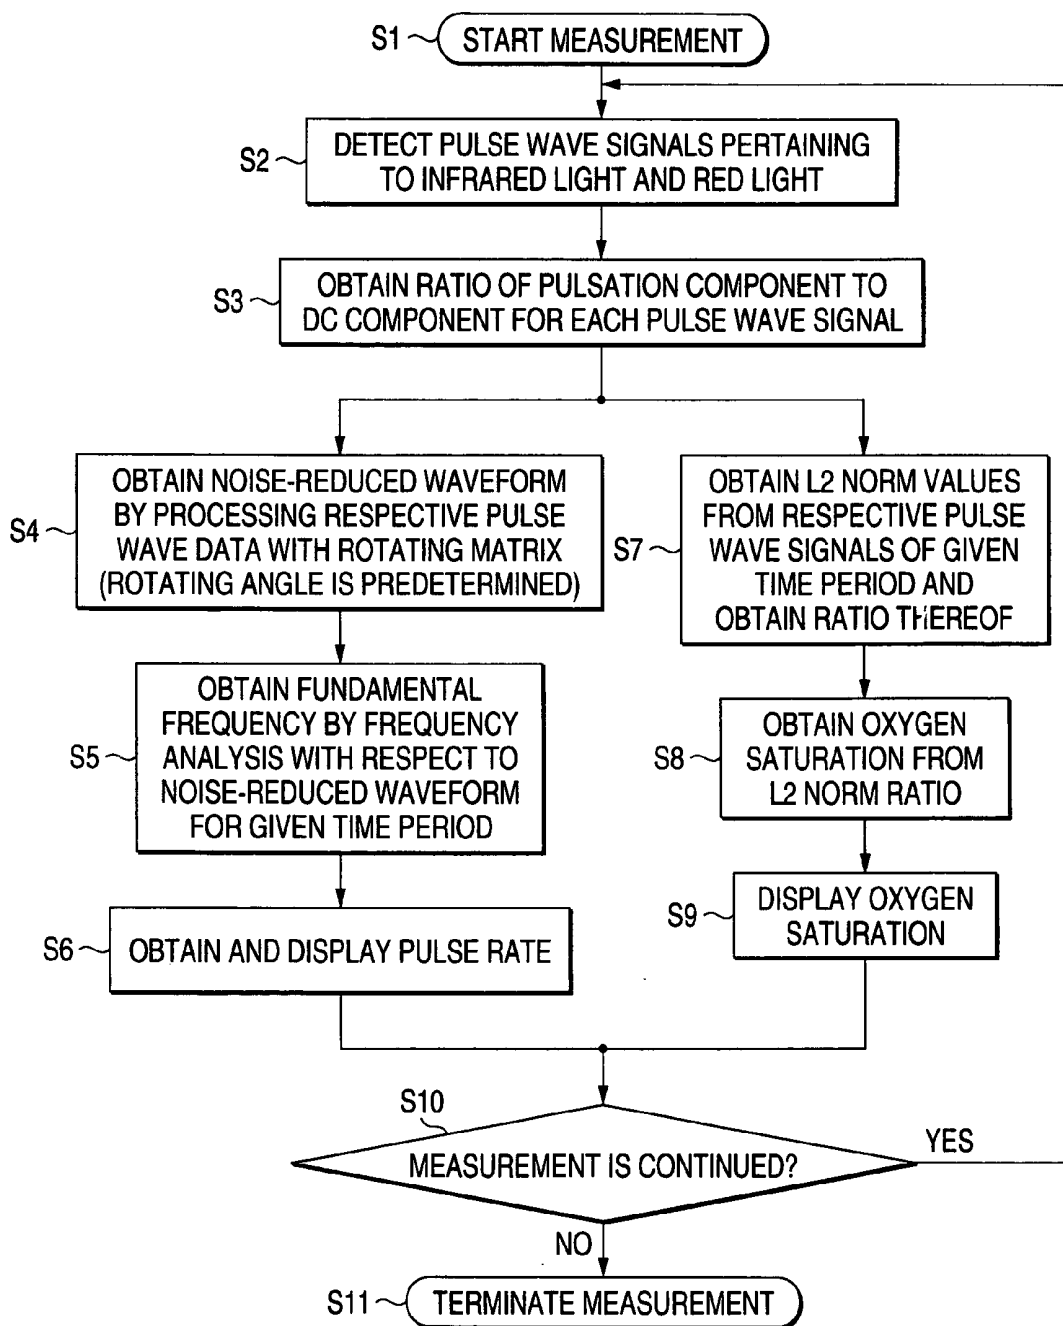 S1
START MEASUREMENT
S2
DETECT PULSE WAVE SIGNALS PERTAINING
TO INFRARED LIGHT AND RED LIGHT
S3
OBTAIN RATIO OF PULSATION COMPONENT TO
DC COMPONENT FOR EACH PULSE WAVE SIGNAL
S4
OBTAIN NOISE-REDUCED WAVEFORM
BY PROCESSING RESPECTIVE PULSE
WAVE DATA WITH ROTATING MATRIX
(ROTATING ANGLE IS PREDETERMINED)
S5
OBTAIN FUNDAMENTAL
FREQUENCY BY FREQUENCY
ANALYSIS WITH RESPECT TO
NOISE-REDUCED WAVEFORM
FOR GIVEN TIME PERIOD
S6
OBTAIN AND DISPLAY PULSE RATE
S7
OBTAIN L2 NORM VALUES
FROM RESPECTIVE PULSE
WAVE SIGNALS OF GIVEN
TIME PERIOD AND
OBTAIN RATIO THEREOF
S8
OBTAIN OXYGEN
SATURATION FROM
L2 NORM RATIO
S9
DISPLAY OXYGEN
SATURATION
S10
MEASUREMENT IS CONTINUED?
YES
NO
S11
TERMINATE MEASUREMENT